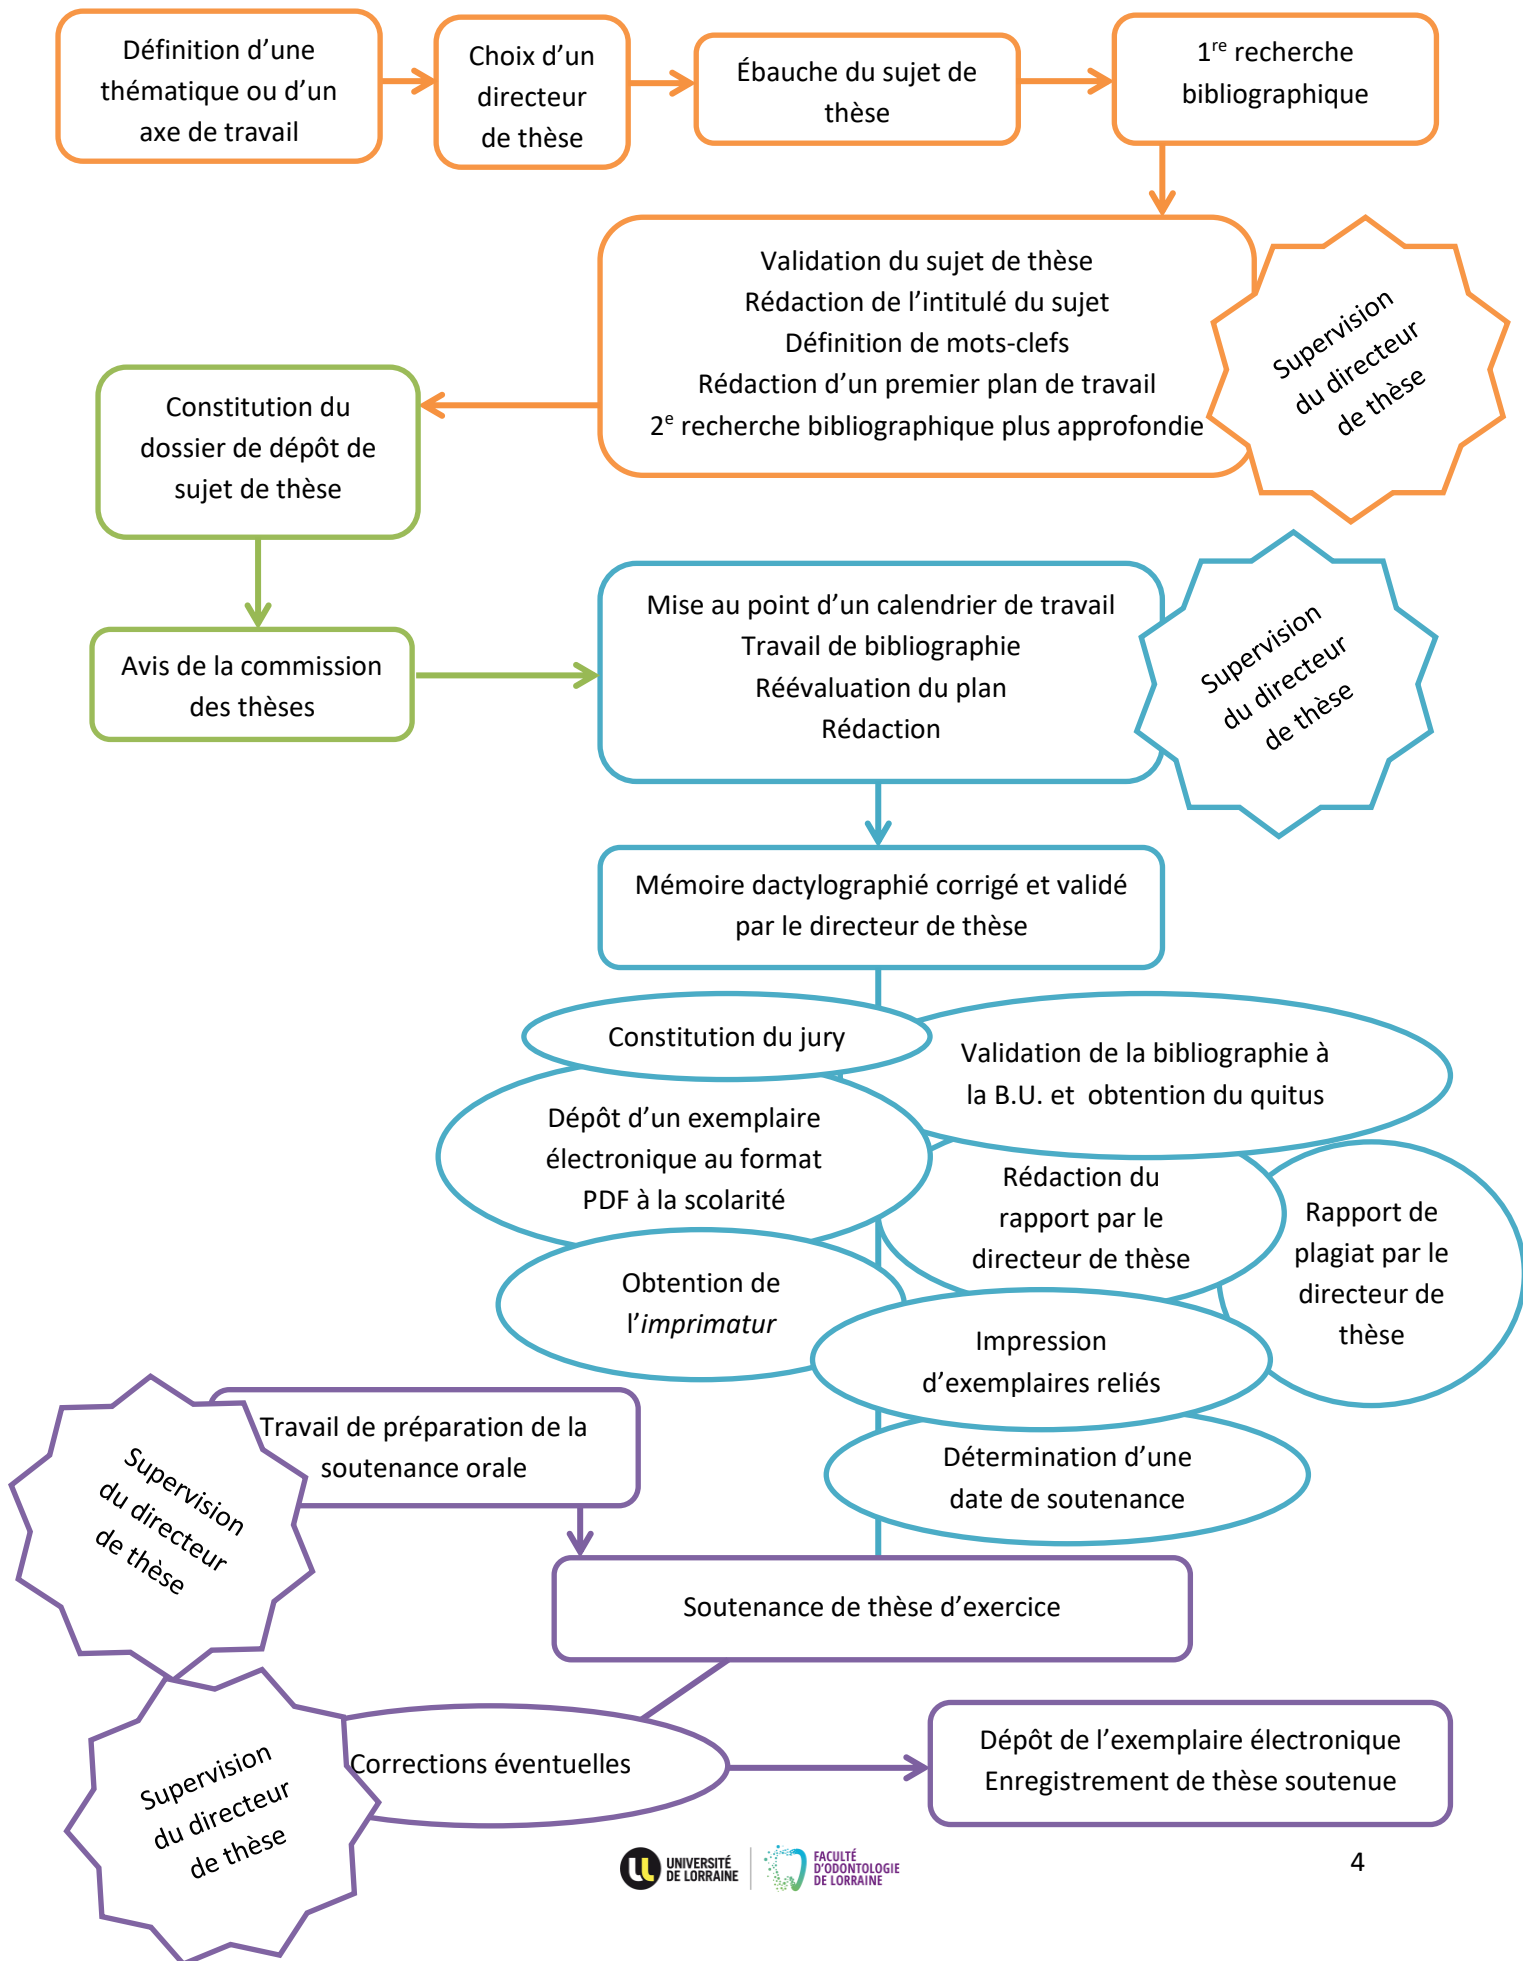 Définition d’une
thématique ou d’un
axe de travail
Choix d’un
directeur
de thèse
Ébauche du sujet de
thèse
1re recherche
bibliographique
Validation du sujet de thèse
Rédaction de l’intitulé du sujet
Définition de mots-clefs
Rédaction d’un premier plan de travail
2e recherche bibliographique plus approfondie
Supervision
du directeur
de thèse
Constitution du
dossier de dépôt de
sujet de thèse
Avis de la commission
des thèses
Mise au point d’un calendrier de travail
Travail de bibliographie
Réévaluation du plan
Rédaction
Supervision
du directeur
de thèse
Mémoire dactylographié corrigé et validé
par le directeur de thèse
Constitution du jury
Validation de la bibliographie à
la B.U. et  obtention du quitus
Dépôt d’un exemplaire
électronique au format
PDF à la scolarité
Rédaction du
rapport par le
directeur de thèse
Rapport de
plagiat par le
directeur de
thèse
Obtention de
l’imprimatur
Impression
d’exemplaires reliés
Détermination d’une
date de soutenance
Travail de préparation de la
soutenance orale
Supervision
du directeur
de thèse
Soutenance de thèse d’exercice
Corrections éventuelles
Supervision
du directeur
de thèse
Dépôt de l’exemplaire électronique
Enregistrement de thèse soutenue
UNIVERSITÉ
DE LORRAINE
FACULTÉ
D’ODONTOLOGIE
DE LORRAINE
4